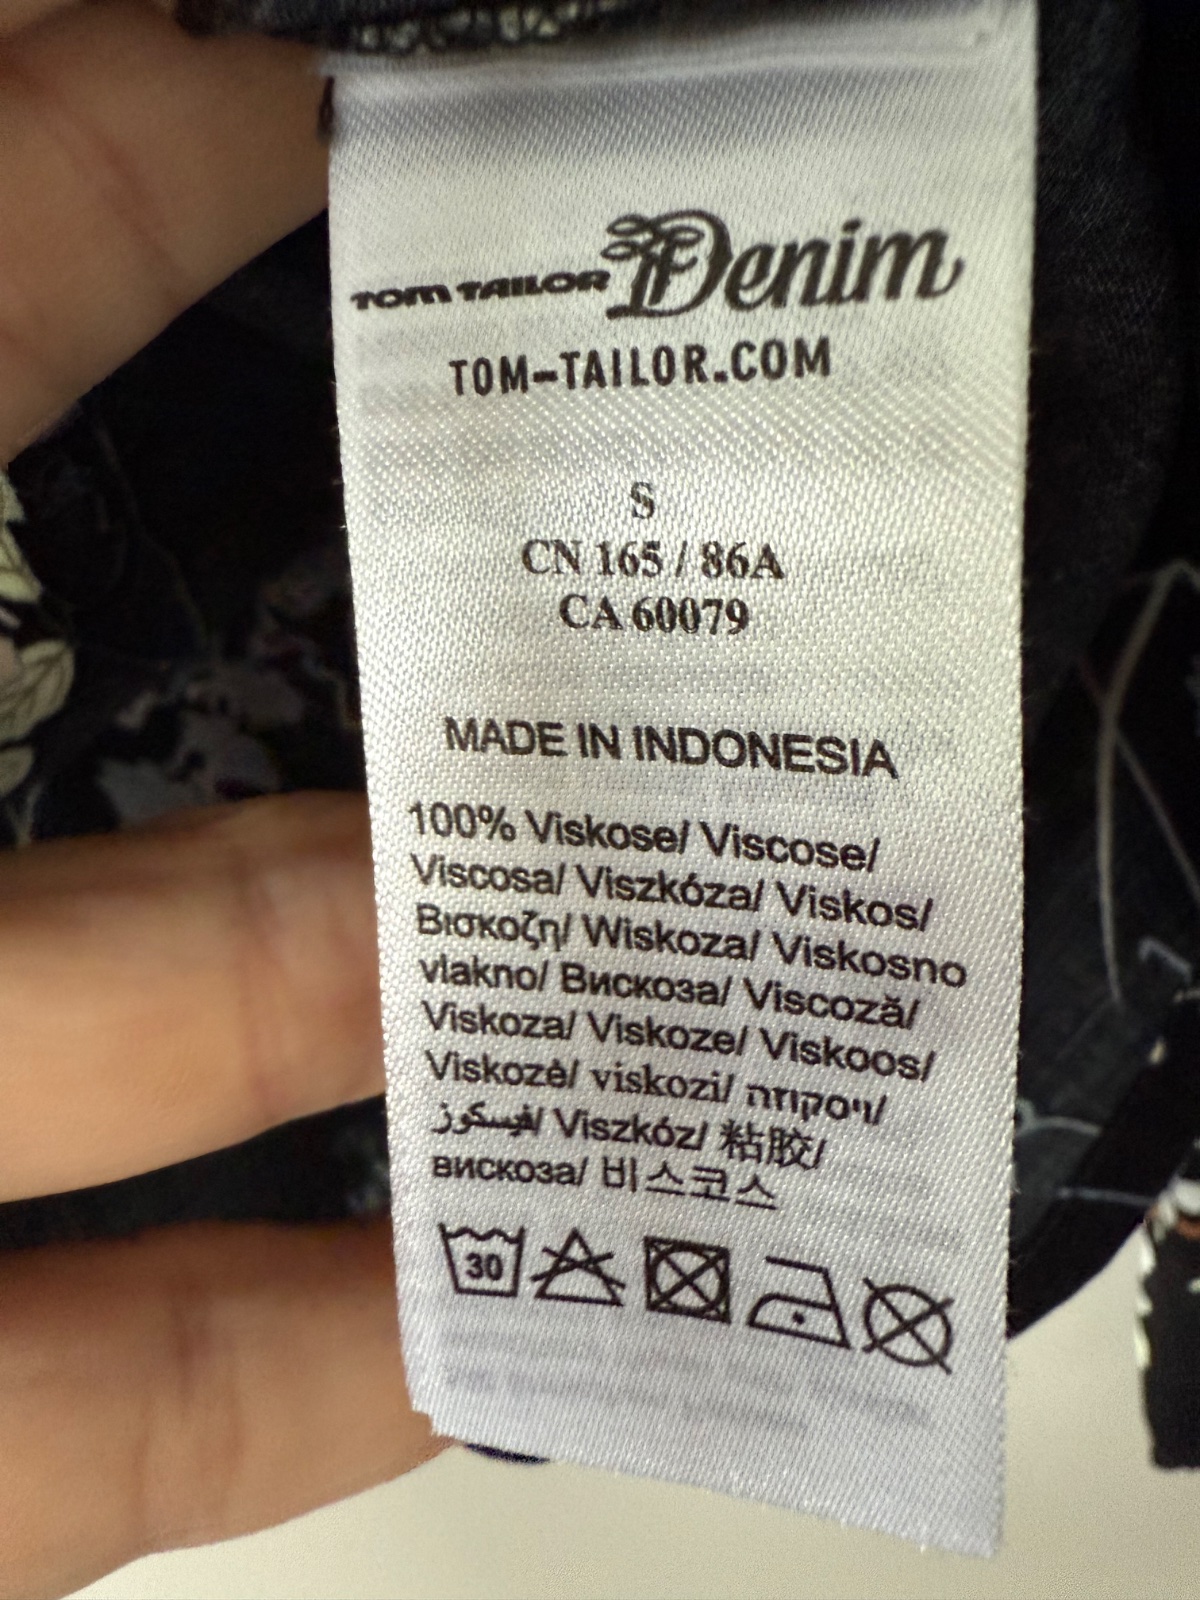 TOM TAILOR Denim
TOM-TAILOR.COM
S
CN 165 / 86A
CA 60079
MADE IN INDONESIA
100% Viskose/ Viscose/
Viscosa/ Viszkóza/ Viskos/
Βισκοζη/ Wiskoza/ Viskosno
vlakno/ Вискоза/ Viscoză/
Viskoza/ Viskoze/ Viskoos/
Viskozė/ viskozi/ ויסקוזה/
فيسكوز/ Viszkóz/ 粘胶/
вискоза/ 비스코스
30